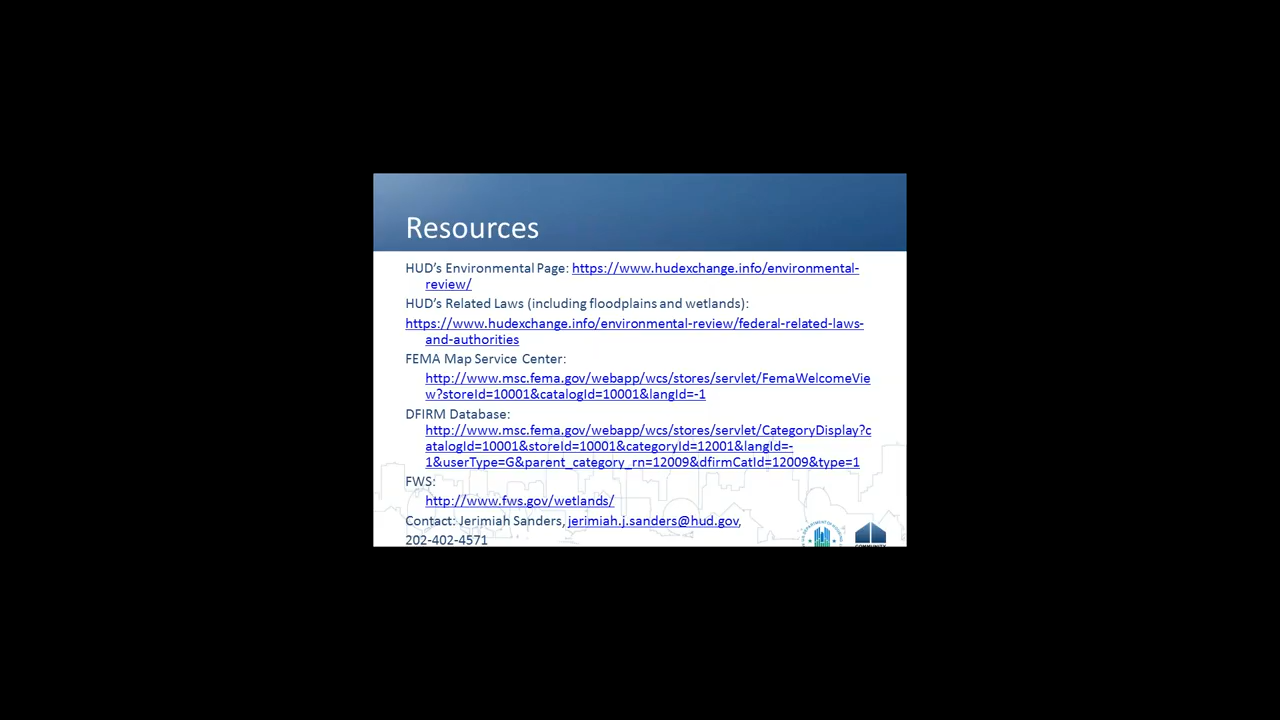 Resources
HUD's Environmental Page: https://www.hudexchange.info/environmental-
review/
HUD's Related Laws (including floodplains and wetlands):
https://www.hudexchange.info/environmental-review/federal-related-laws-
and-authorities
FEMA Map Service Center:
http://www.msc.fema.gov/webapp/wcs/stores/servlet/FemaWelcomeVie
w?storeId=10001&catalogId=10001&langId=-1
DFIRM Database:
http://www.msc.fema.gov/webapp/wcs/stores/servlet/CategoryDisplay?c
atalogId=10001&storeId=10001&categoryId=12001&langId=-
1&userType=G&parent_category_rn=12009&dfirmCatId=12009&type=1
FWS:
http://www.fws.gov/wetlands/
Contact: Jerimiah Sanders, jerimiah.j.sanders@hud.gov,
202-402-4571
COMMUNITY